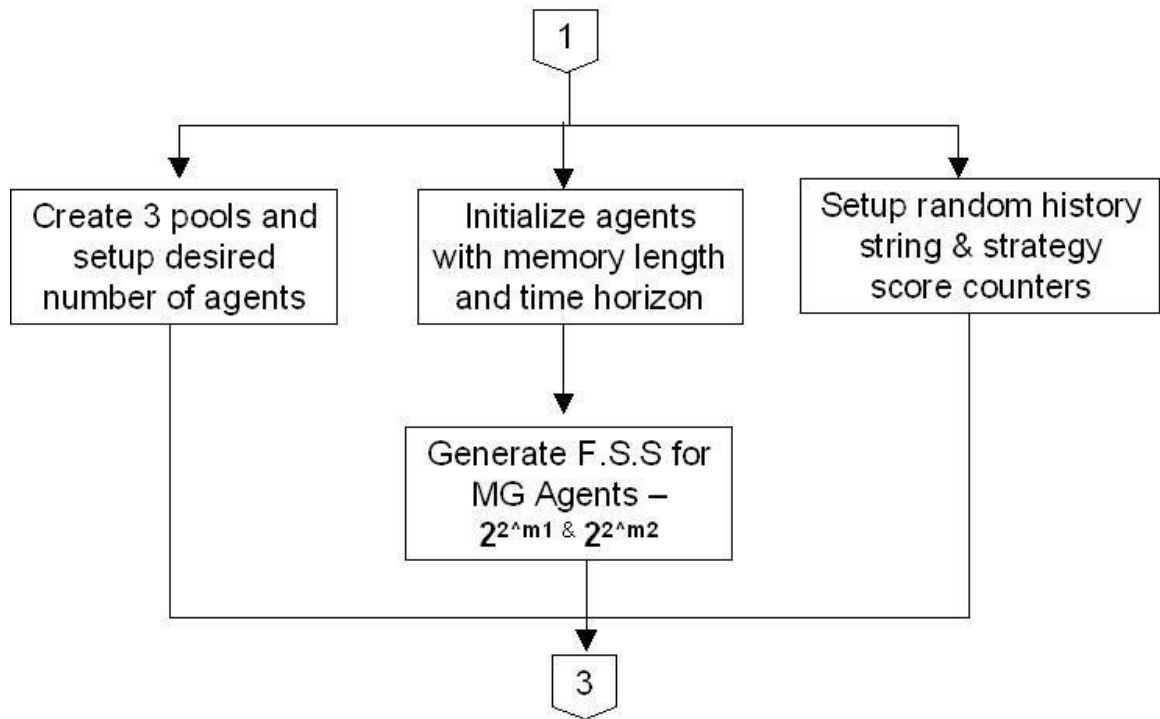 1
Create 3 pools and
setup desired
number of agents
Initialize agents
with memory length
and time horizon
Setup random history
string & strategy
score counters
Generate F.S.S for
MG Agents –
2^2^m1 & 2^2^m2
3